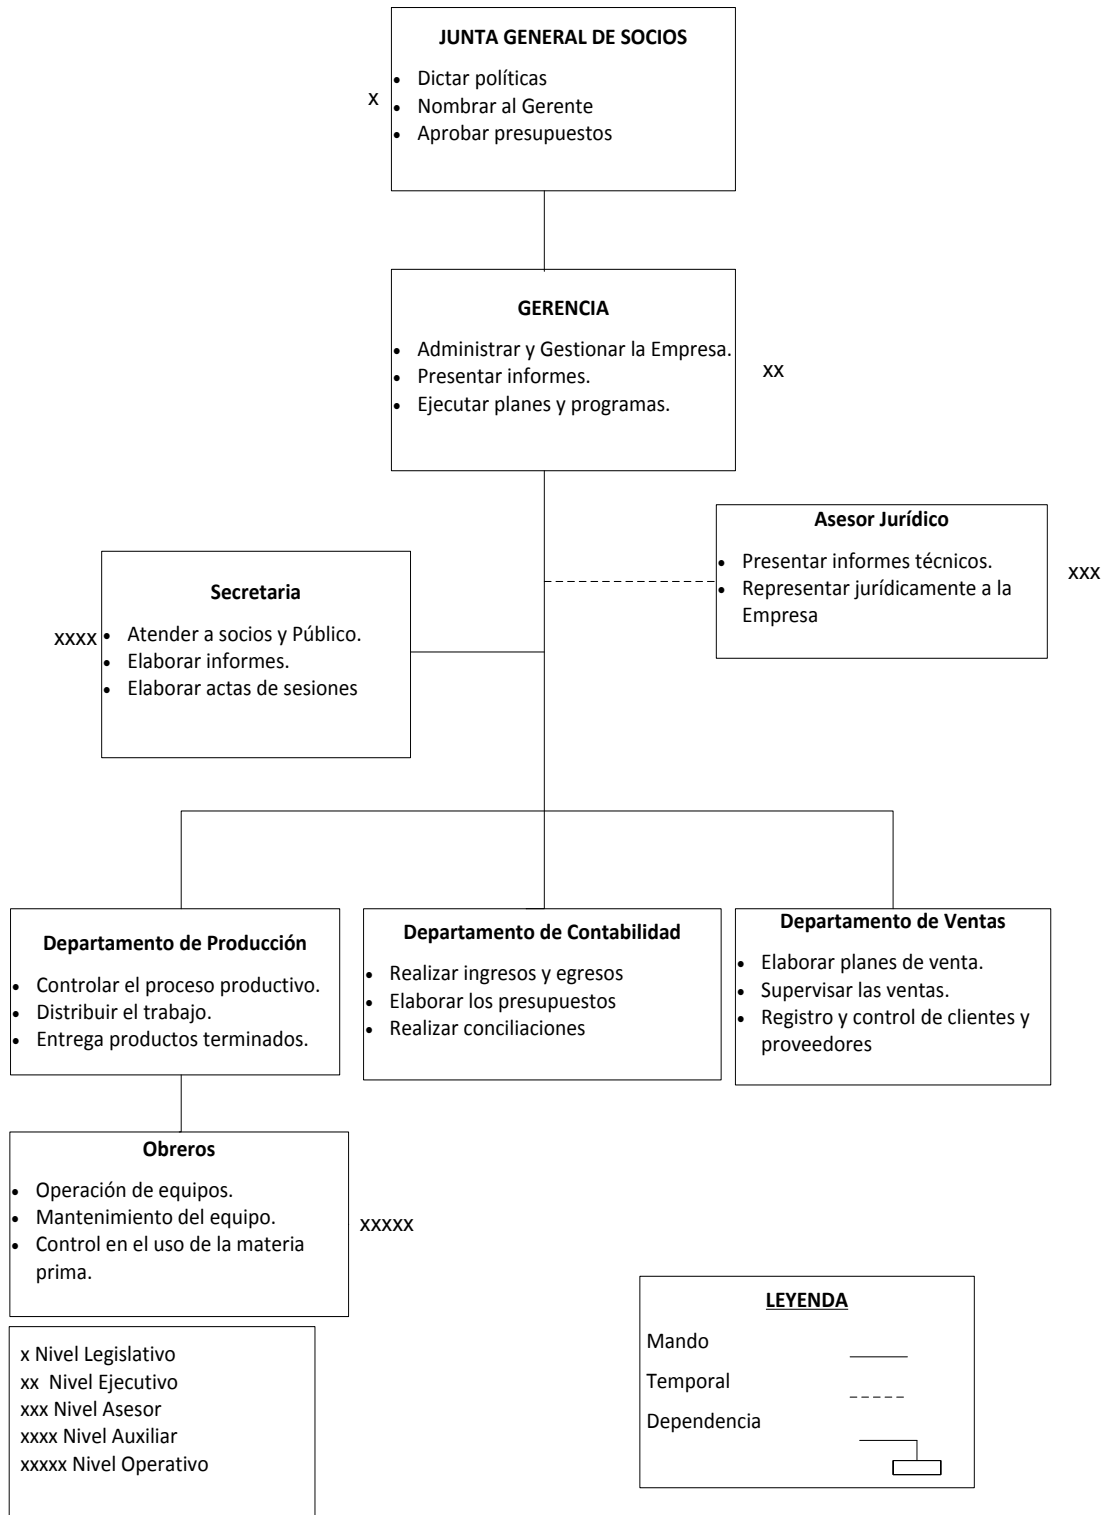 JUNTA GENERAL DE SOCIOS
• Dictar políticas
• Nombrar al Gerente
• Aprobar presupuestos
x
GERENCIA
• Administrar y Gestionar la Empresa.
• Presentar informes.
• Ejecutar planes y programas.
xx
Asesor Jurídico
• Presentar informes técnicos.
• Representar jurídicamente a la
Empresa
xxx
Secretaria
• Atender a socios y Público.
• Elaborar informes.
• Elaborar actas de sesiones
xxxx
Departamento de Producción
• Controlar el proceso productivo.
• Distribuir el trabajo.
• Entrega productos terminados.
Departamento de Contabilidad
• Realizar ingresos y egresos
• Elaborar los presupuestos
• Realizar conciliaciones
Departamento de Ventas
• Elaborar planes de venta.
• Supervisar las ventas.
• Registro y control de clientes y
proveedores
Obreros
• Operación de equipos.
• Mantenimiento del equipo.
• Control en el uso de la materia
prima.
xxxxx
x Nivel Legislativo
xx Nivel Ejecutivo
xxx Nivel Asesor
xxxx Nivel Auxiliar
xxxxx Nivel Operativo
LEYENDA
Mando
Temporal
Dependencia